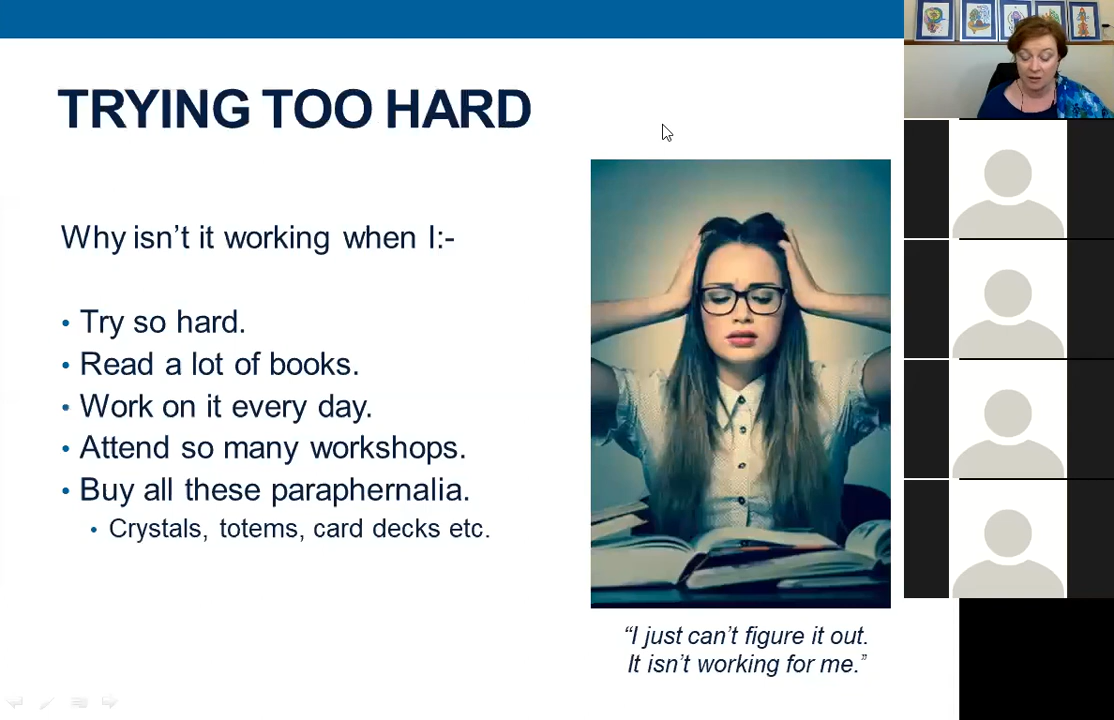 TRYING TOO HARD
Why isn't it working when I:-
• Try so hard.
• Read a lot of books.
• Work on it every day.
• Attend so many workshops.
• Buy all these paraphernalia.
• Crystals, totems, card decks etc.
“I just can't figure it out.
It isn't working for me.”